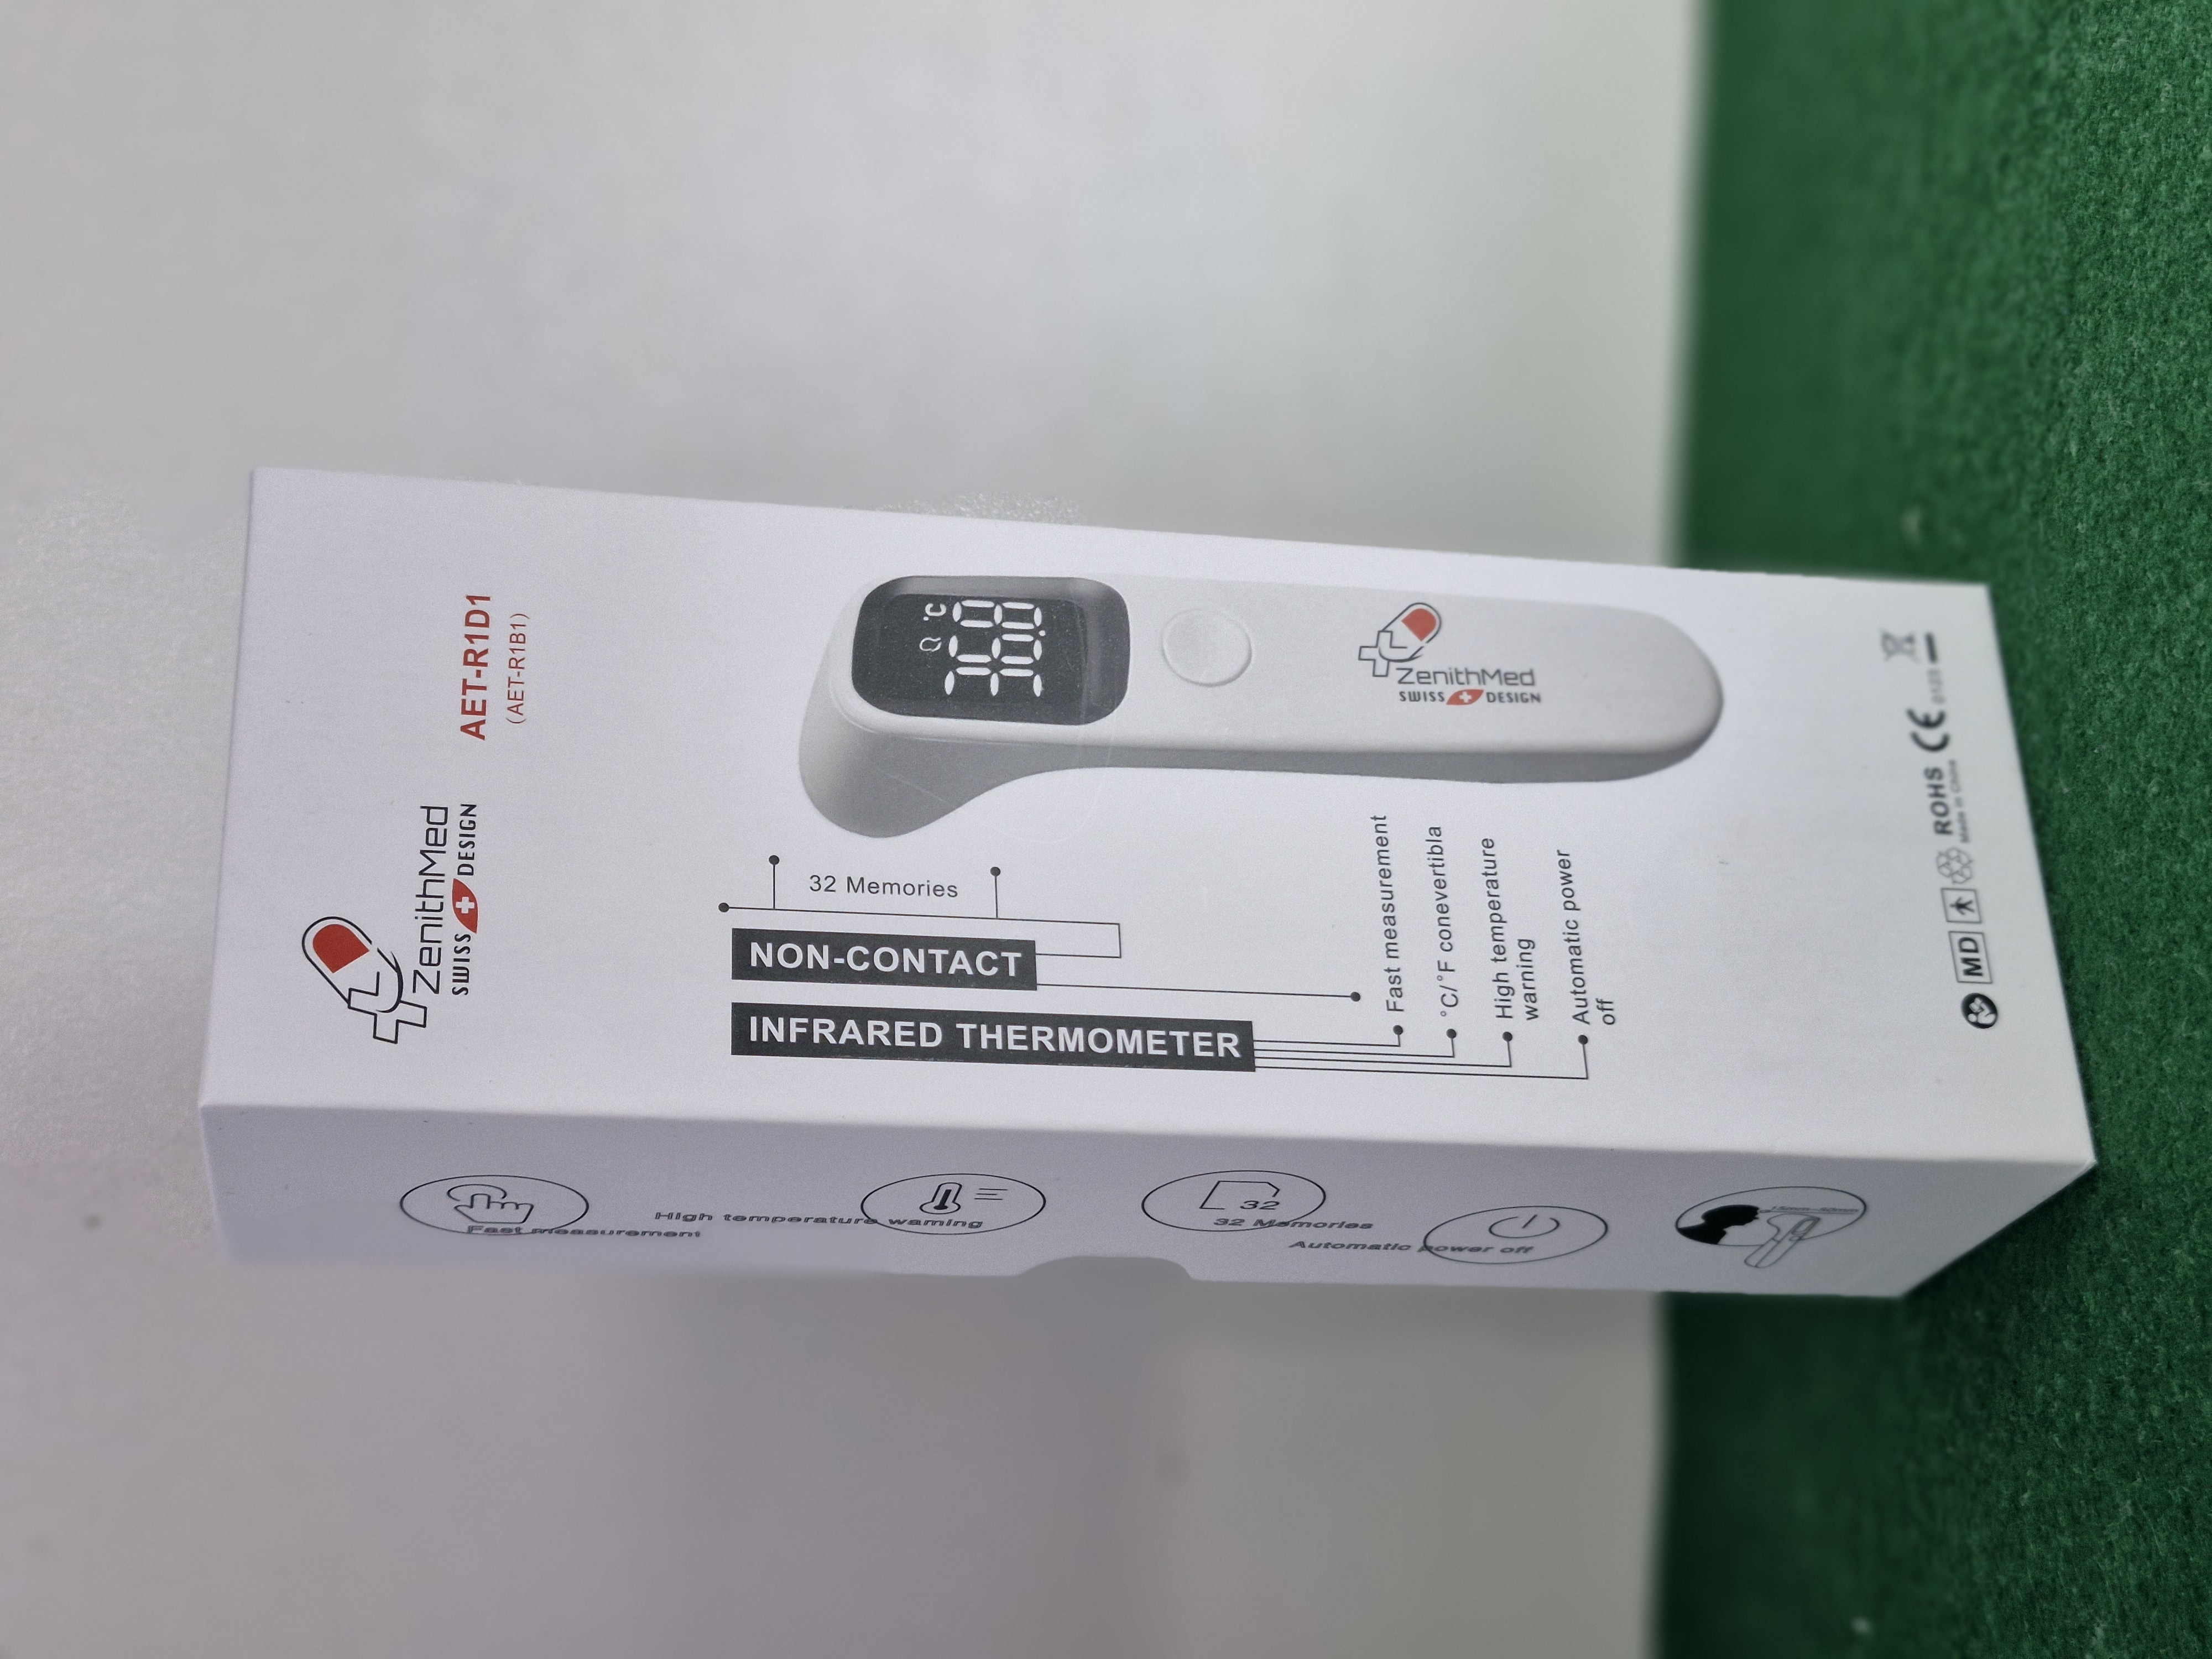 ZenithMed
SWISS DESIGN
AET-R1D1
(AET-R1B1)
32 Memories
NON-CONTACT
INFRARED THERMOMETER
°C
ZenithMed
SWISS DESIGN
Fast measurement
°C/°F conevertibla
High temperature
warning
Automatic power
off
MD
ROHS
Made in China
CE 0123
Fast measurement
High temperature warning
32
32 Memories
Automatic power off